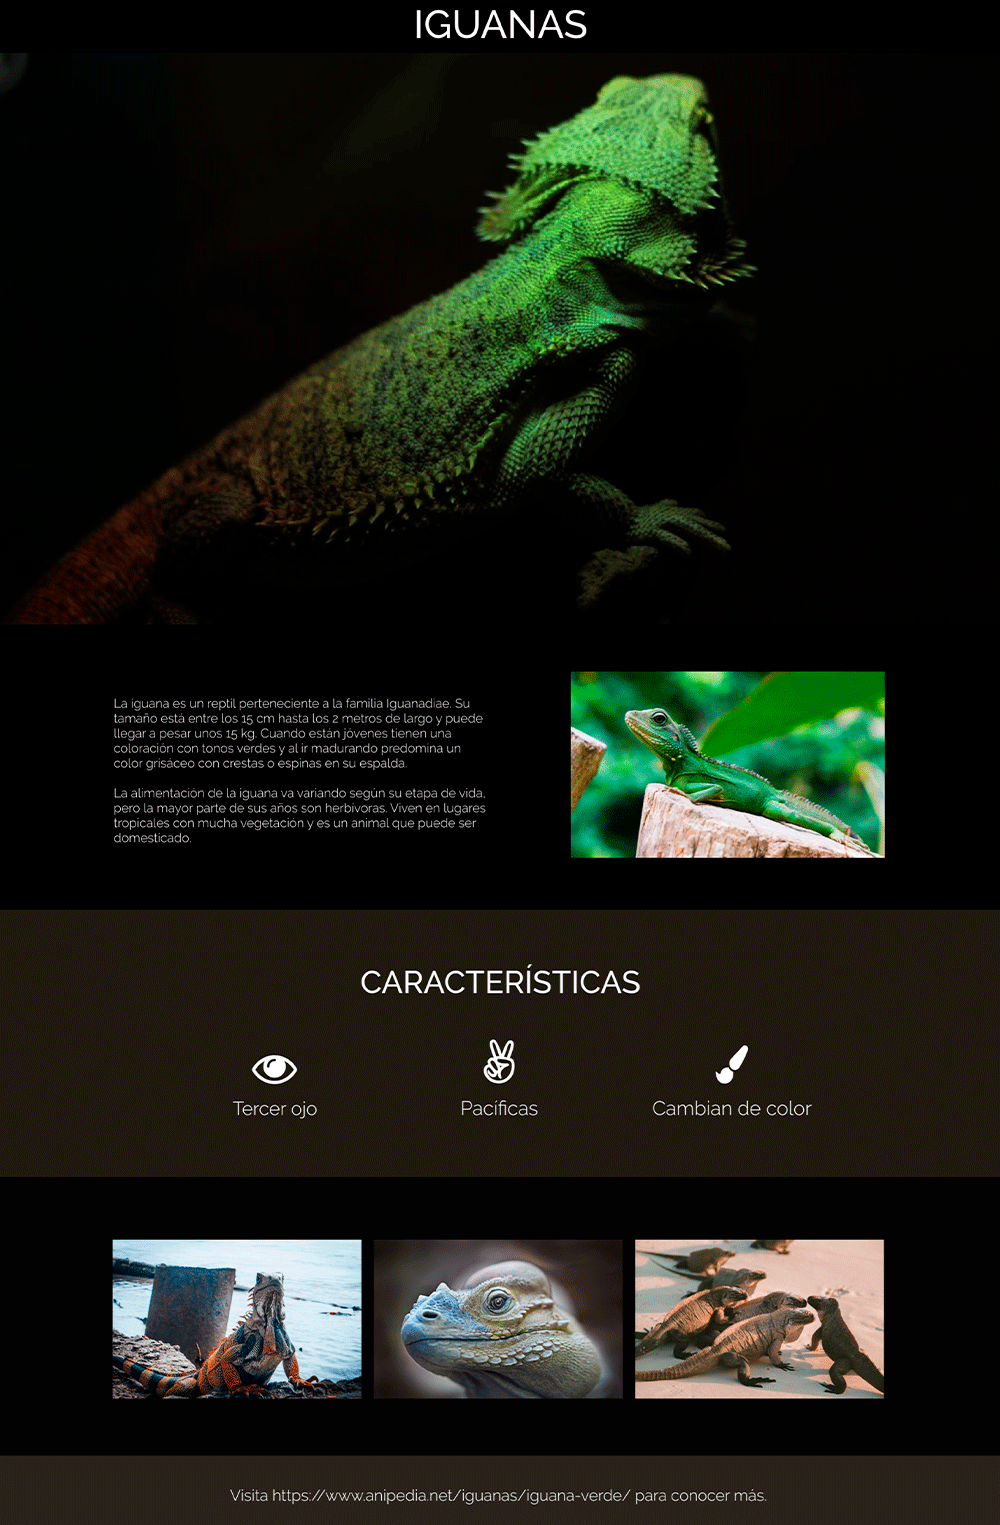 IGUANAS
La iguana es un reptil perteneciente a la familia Iguanadiae. Su
tamaño está entre los 15 cm hasta los 2 metros de largo y puede
llegar a pesar unos 15 kg. Cuando están jóvenes tienen una
coloración con tonos verdes y al ir madurando predomina un
color grisáceo con crestas o espinas en su espalda.
La alimentación de la iguana va variando según su etapa de vida,
pero la mayor parte de sus años son herbívoras. Viven en lugares
tropicales con mucha vegetación y es un animal que puede ser
domesticado.
CARACTERÍSTICAS
Tercer ojo
Pacíficas
Cambian de color
Visita https://www.anipedia.net/iguanas/iguana-verde/ para conocer más.